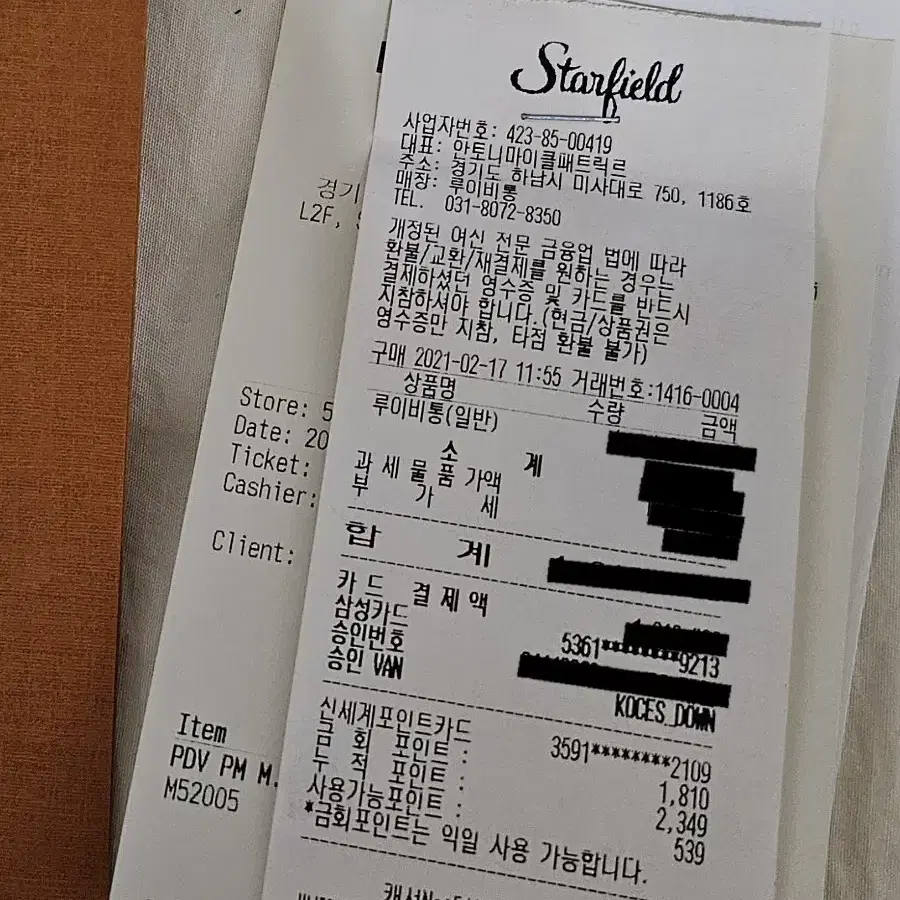 Starfield
사업자번호: 423-85-00419
대표: 안토니마이클패트릭르
주소: 경기도 하남시 미사대로 750, 1186호
매장: 루이비통
TEL. 031-8072-8350
개정된 여신 전문 금융업 법에 따라
환불/교환/재결제를 원하는 경우는
결제하셨던 영수증 및 카드를 반드시
지참하셔야 합니다.(현금/상품권은
영수증만 지참, 타점 환불 불가)
구매 2021-02-17 11:55 거래번호:1416-0004
상품명 수량 금액
루이비통(일반)
소 계
과 세 물 품 가액
부 가 세
합 계
카 드 결 제 액
삼성카드 5361********9213
승인번호
승인 VAN KOCES_DOWN
신세계포인트카드 3591********2109
금 회 포 인 트 : 1,810
누 적 포 인 트 : 2,349
사용가능포인트 : 539
*금회포인트는 익일 사용 가능합니다.
경기
L2F,
Store: 5
Date: 20
Ticket:
Cashier:
Client:
Item
PDV PM M.
M52005